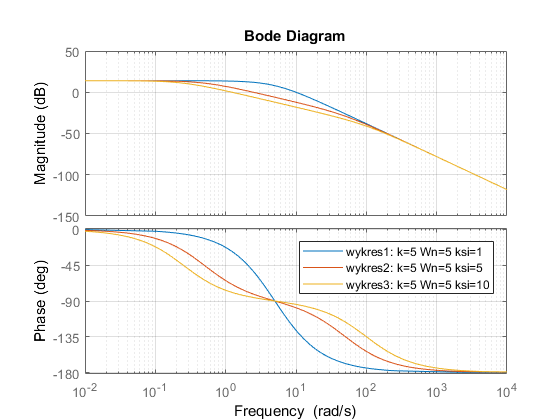 Bode Diagram
50
0
-50
-100
-150
Magnitude (dB)
0
-45
-90
-135
-180
Phase (deg)
wykres1: k=5 Wn=5 ksi=1
wykres2: k=5 Wn=5 ksi=5
wykres3: k=5 Wn=5 ksi=10
10^-2 10^-1 10^0 10^1 10^2 10^3 10^4
Frequency (rad/s)